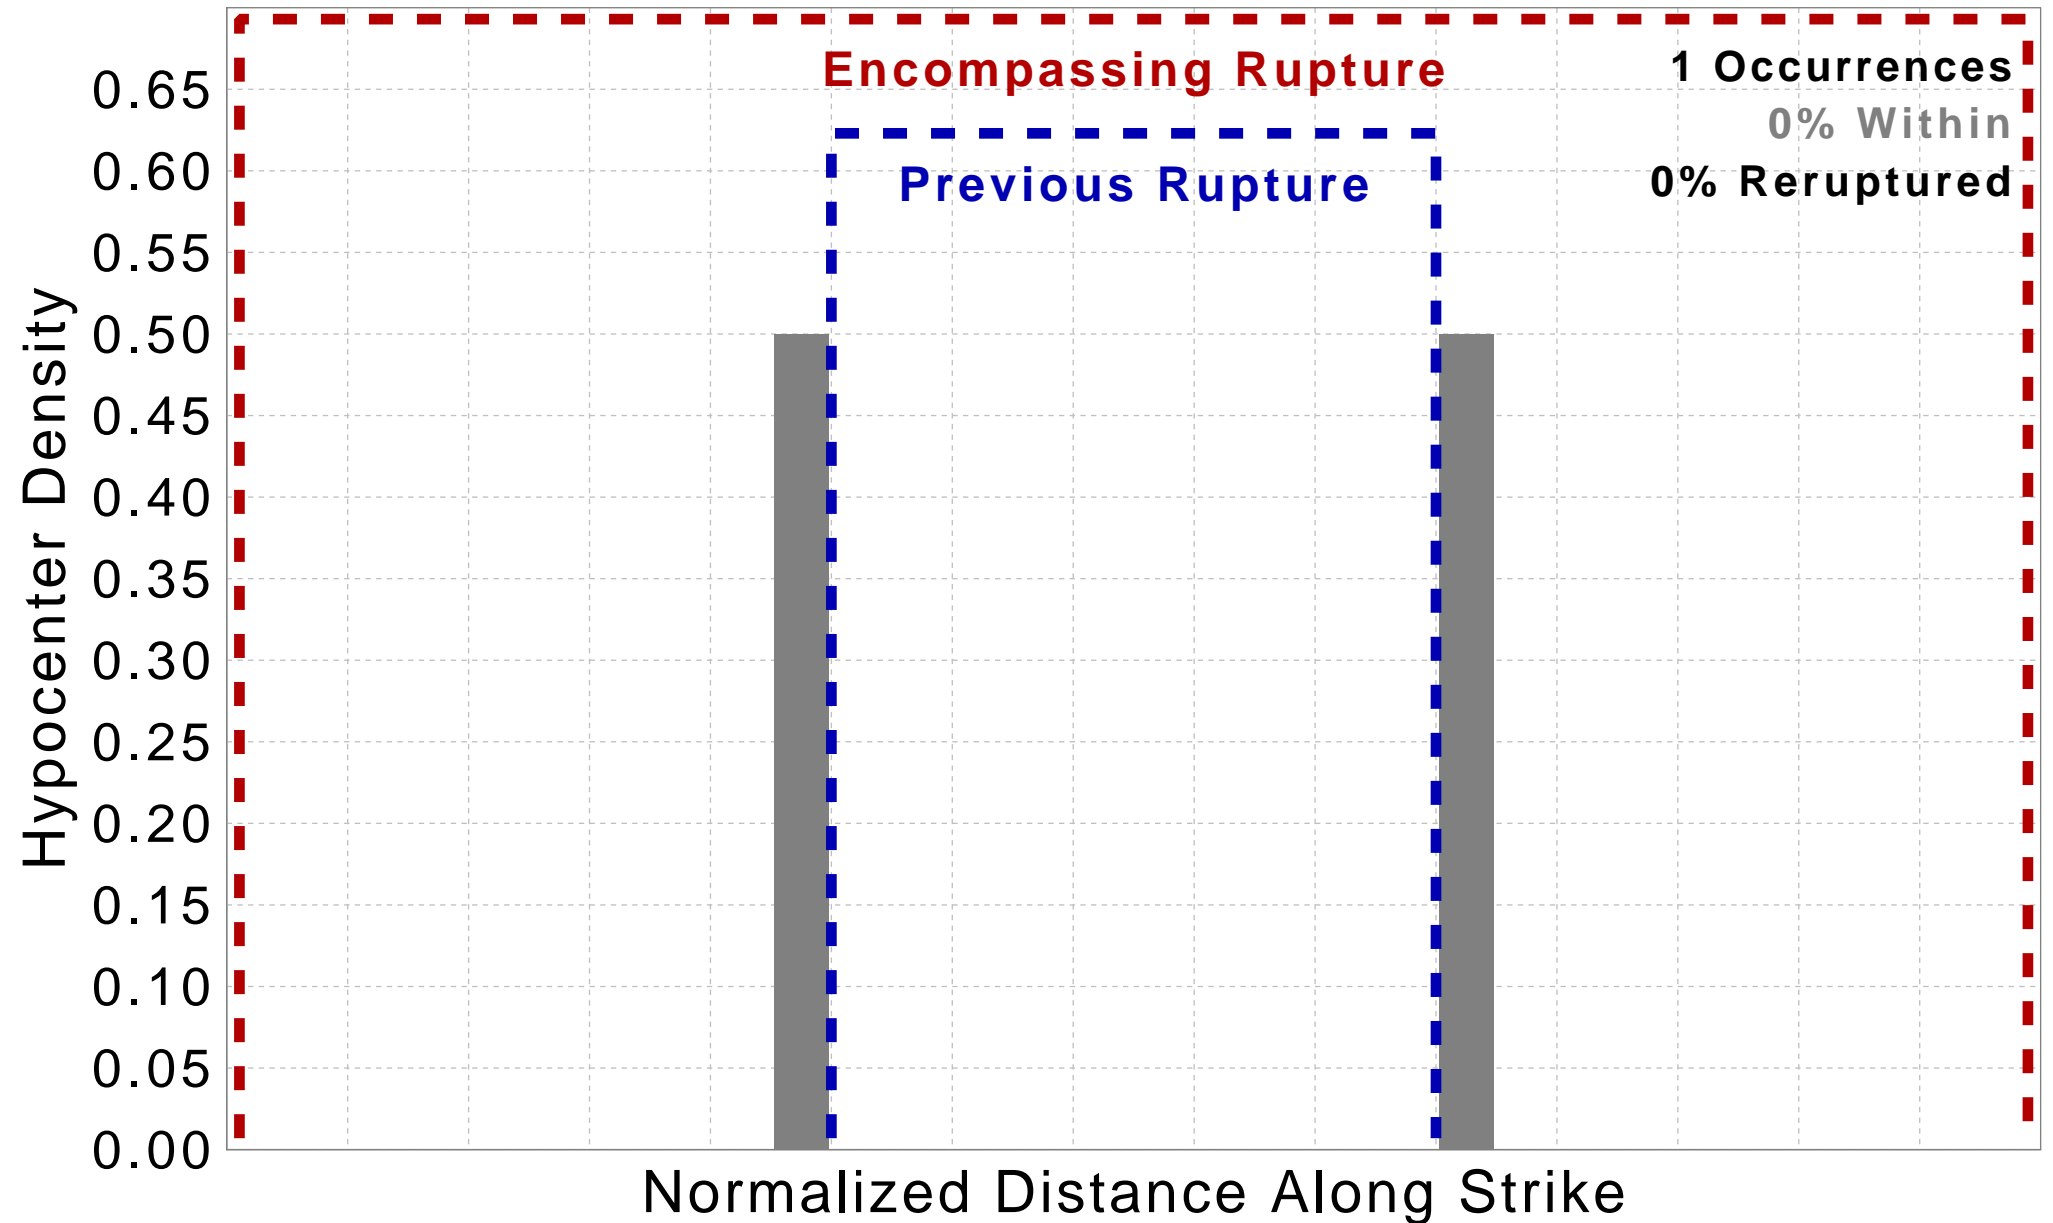 Encompassing Rupture
1 Occurrences
0% Within
0% Reruptured
Previous Rupture
Hypocenter Density
0.65
0.60
0.55
0.50
0.45
0.40
0.35
0.30
0.25
0.20
0.15
0.10
0.05
0.00
Normalized Distance Along Strike